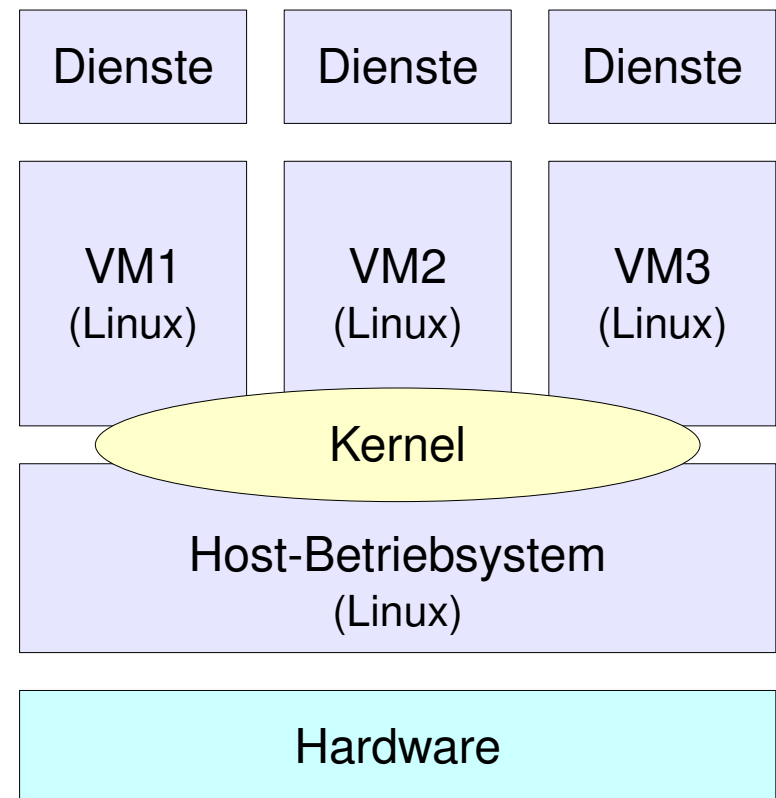 Dienste Dienste Dienste
VM1 VM2 VM3
(Linux) (Linux) (Linux)
Kernel
Host-Betriebsystem
(Linux)
Hardware